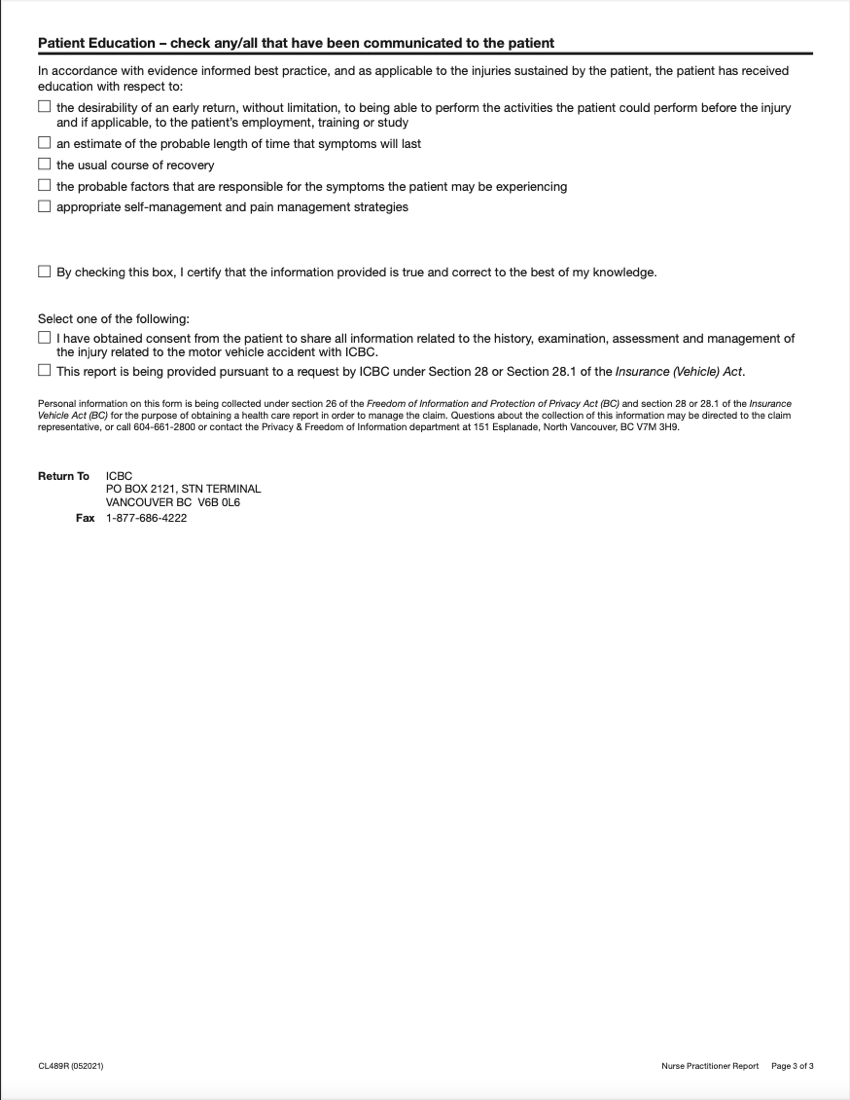 Patient Education – check any/all that have been communicated to the patient
In accordance with evidence informed best practice, and as applicable to the injuries sustained by the patient, the patient has received
education with respect to:
the desirability of an early return, without limitation, to being able to perform the activities the patient could perform before the injury
and if applicable, to the patient's employment, training or study
an estimate of the probable length of time that symptoms will last
the usual course of recovery
the probable factors that are responsible for the symptoms the patient may be experiencing
appropriate self-management and pain management strategies
By checking this box, I certify that the information provided is true and correct to the best of my knowledge.
Select one of the following:
I have obtained consent from the patient to share all information related to the history, examination, assessment and management of
the injury related to the motor vehicle accident with ICBC.
This report is being provided pursuant to a request by ICBC under Section 28 or Section 28.1 of the Insurance (Vehicle) Act.
Personal information on this form is being collected under section 26 of the Freedom of Information and Protection of Privacy Act (BC) and section 28 or 28.1 of the Insurance
Vehicle Act (BC) for the purpose of obtaining a health care report in order to manage the claim. Questions about the collection of this information may be directed to the claim
representative, or call 604-661-2800 or contact the Privacy & Freedom of Information department at 151 Esplanade, North Vancouver, BC V7M 3H9.
Return To ICBC
PO BOX 2121, STN TERMINAL
VANCOUVER BC V6B 0L6
Fax 1-877-686-4222
CL489R (052021) Nurse Practitioner Report Page 3 of 3